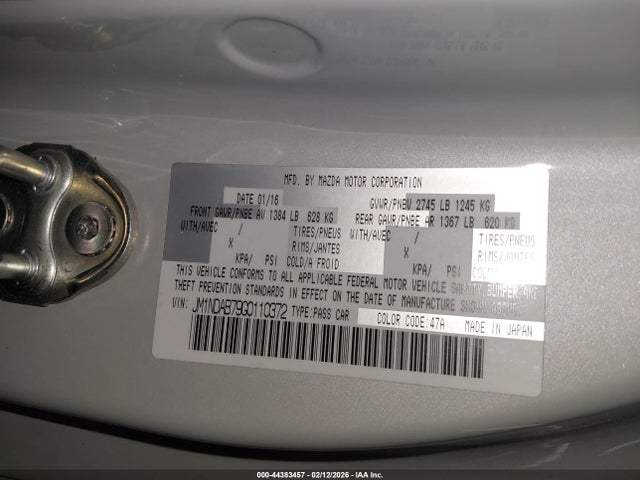 MFD. BY MAZDA MOTOR CORPORATION
DATE 01/16 GVWR/PNBV 2745 LB 1245 KG
FRONT GAWR/PNBE AV 1384 LB 628 KG REAR GAWR/PNBE AR 1367 LB 620 KG
WITH/AVEC / TIRES/PNEUS WITH/AVEC / TIRES/PNEUS
X RIMS/JANTES X RIMS/JANTES
KPA/ PSI COLD/A FROID KPA/ PSI COLD/A
THIS VEHICLE CONFORMS TO ALL APPLICABLE FEDERAL MOTOR VEHICLE SAFETY, BUMPER, AND
THEFT PREVENTION STANDARDS IN EFFECT ON THE DATE OF MANUFACTURE SHOWN ABOVE.
VIN: JM1NDAB79G0110372 TYPE:PASS CAR COLOR CODE:47A MADE IN JAPAN
000-44383457 - 02/12/2026 - IAA Inc.